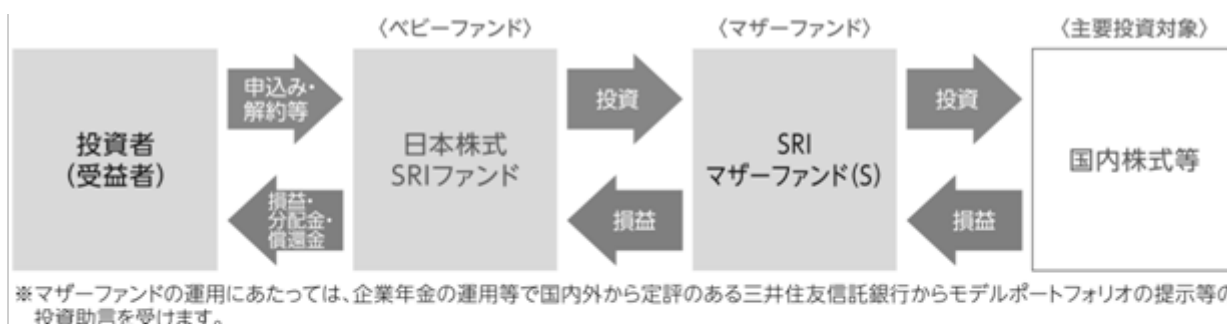 〈ベビーファンド〉
〈マザーファンド〉
〈主要投資対象〉
投資者
(受益者)
申込み・
解約等
損益・
分配金・
償還金
日本株式
SRIファンド
投資
損益
SRI
マザーファンド(S)
投資
損益
国内株式等
※マザーファンドの運用にあたっては、企業年金の運用等で国内外から定評のある三井住友信託銀行からモデルポートフォリオの提示等の
投資助言を受けます。